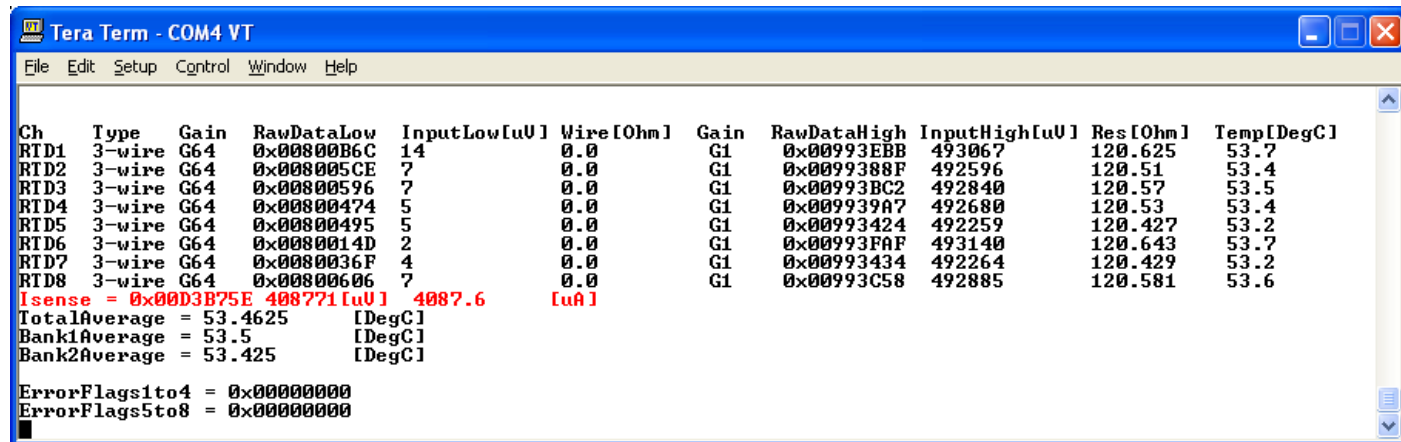 Tera Term - COM4 VT
File Edit Setup Control Window Help
Ch Type Gain RawDataLow InputLow[uV] Wire[Ohm] Gain RawDataHigh InputHigh[uV] Res[Ohm] Temp[DegC]
RTD1 3-wire G64 0x00800B6C 14 0.0 G1 0x00993EBB 493067 120.625 53.7
RTD2 3-wire G64 0x008005CE 7 0.0 G1 0x0099388F 492596 120.51 53.4
RTD3 3-wire G64 0x00800596 7 0.0 G1 0x00993BC2 492840 120.57 53.5
RTD4 3-wire G64 0x00800474 5 0.0 G1 0x009939A7 492680 120.53 53.4
RTD5 3-wire G64 0x00800495 5 0.0 G1 0x00993424 492259 120.427 53.2
RTD6 3-wire G64 0x0080014D 2 0.0 G1 0x00993FAF 493140 120.643 53.7
RTD7 3-wire G64 0x0080036F 4 0.0 G1 0x00993434 492264 120.429 53.2
RTD8 3-wire G64 0x00800606 7 0.0 G1 0x00993C58 492885 120.581 53.6
Isense = 0x00D3B75E 408771[uV] 4087.6 [uA]
TotalAverage = 53.4625 [DegC]
Bank1Average = 53.5 [DegC]
Bank2Average = 53.425 [DegC]
ErrorFlags1to4 = 0x00000000
ErrorFlags5to8 = 0x00000000